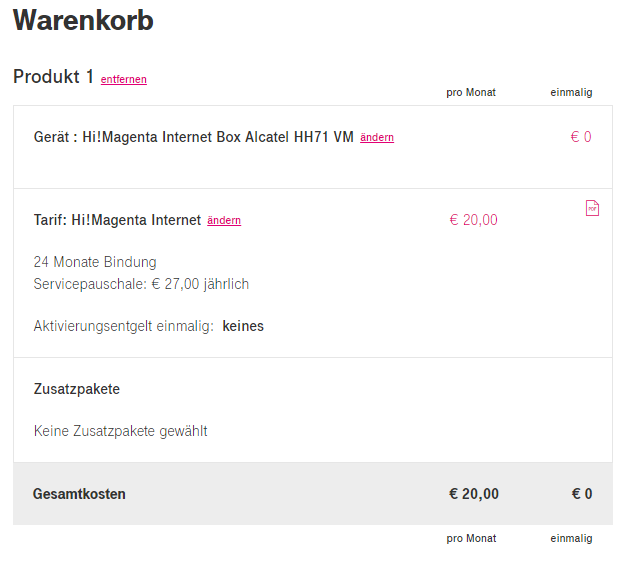 Warenkorb
Produkt 1 entfernen
pro Monat einmalig
Gerät : Hi!Magenta Internet Box Alcatel HH71 VM ändern € 0
Tarif: Hi!Magenta Internet ändern € 20,00 PDF
24 Monate Bindung
Servicepauschale: € 27,00 jährlich
Aktivierungsentgelt einmalig: keines
Zusatzpakete
Keine Zusatzpakete gewählt
Gesamtkosten € 20,00 € 0
pro Monat einmalig